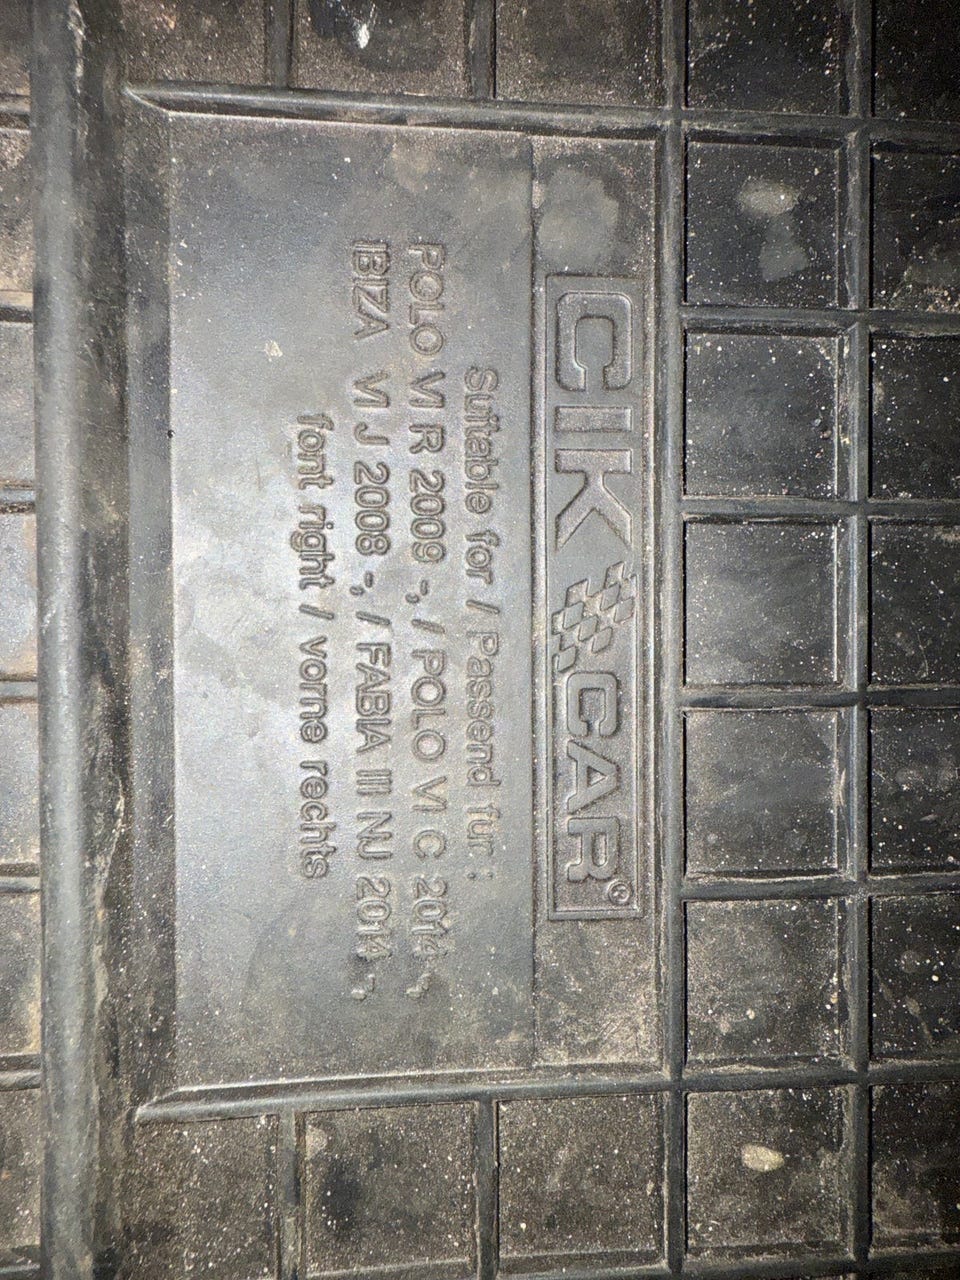 CIK CAR®
Suitable for / Passend für :
POLO V R 2009 -, / POLO V C 2014 -,
IBIZA V J 2008 -, / FABIA III NJ 2014 -,
font right / vorne rechts